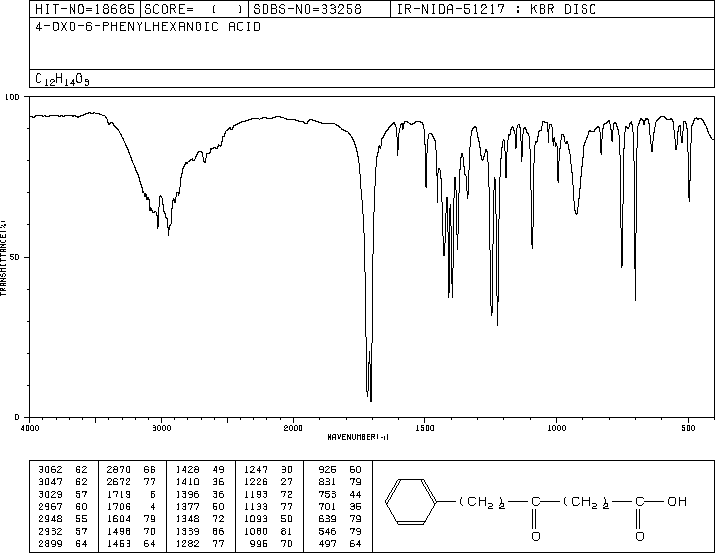 HIT-NO=18685 SCORE= ( ) SDBS-NO=33258 IR-NIDA-51217 : KBR DISC
4-OXO-6-PHENYLHEXANOIC ACID
C12H14O3
100
50
0
TRANSMITTANCE(%)
4000 3000 2000 1500 1000 500
WAVENUMBER(-1)
3062 62 2870 66 1428 49 1247 30 926 60
3047 62 2672 77 1410 36 1226 27 831 79
3029 57 1719 6 1396 36 1193 72 753 44
2967 60 1706 4 1377 60 1133 77 701 35
2948 55 1604 79 1348 72 1093 50 639 79
2932 57 1498 70 1339 86 1080 81 546 79
2899 64 1453 64 1282 77 996 70 497 64
(CH2)2 C (CH2)2 C OH
O O